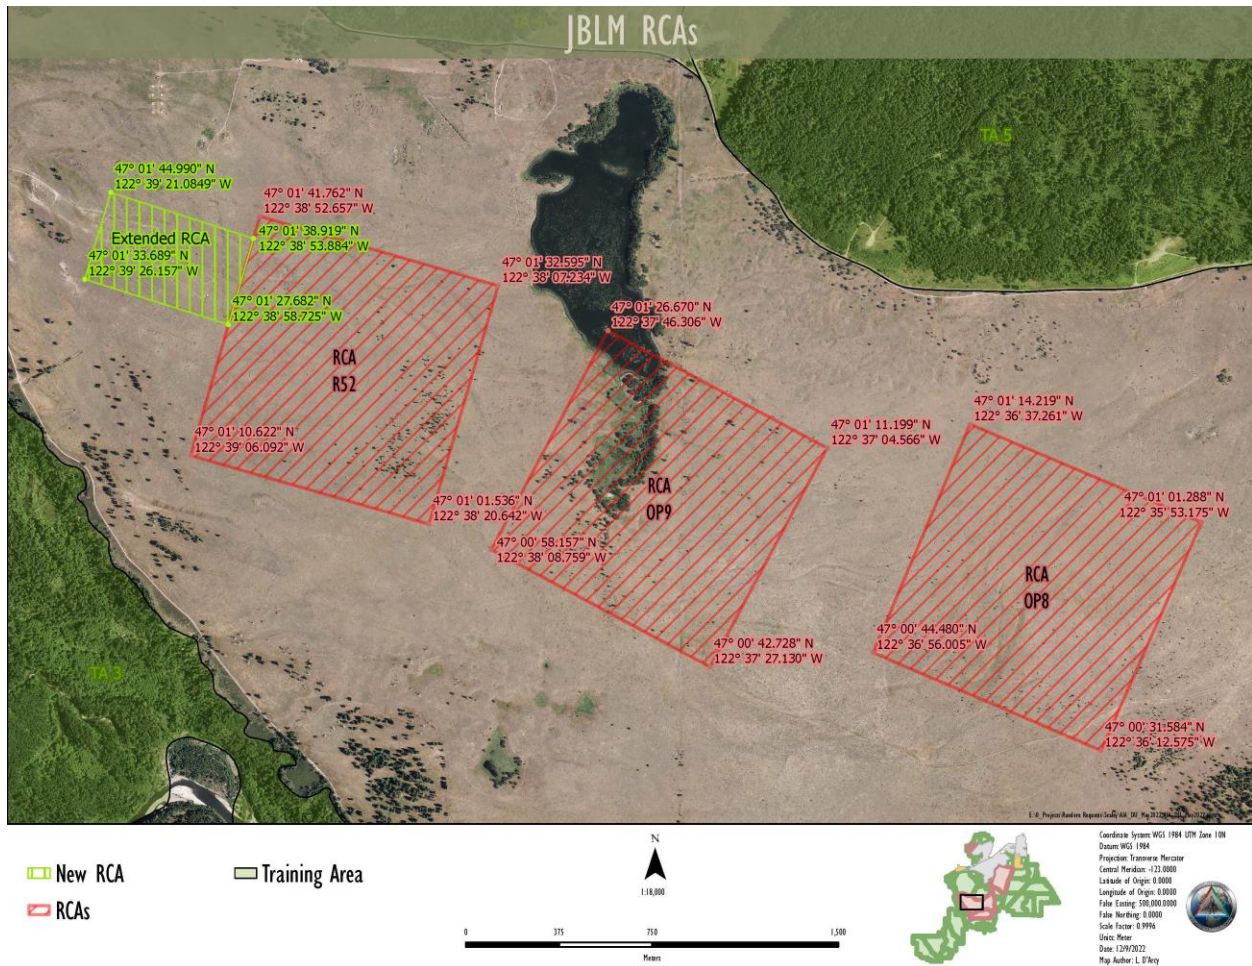 JBLM RCAs
TA 5
47° 01' 44.990" N
122° 39' 21.0849" W
47° 01' 41.762" N
122° 38' 52.657" W
Extended RCA
47° 01' 38.919" N
122° 38' 53.884" W
47° 01' 33.689" N
122° 39' 26.157" W
47° 01' 32.595" N
122° 38' 07.234" W
47° 01' 27.682" N
122° 38' 58.725" W
47° 01' 26.670" N
122° 37' 46.306" W
RCA
R52
47° 01' 14.219" N
122° 36' 37.261" W
47° 01' 11.199" N
122° 37' 04.566" W
47° 01' 10.622" N
122° 39' 06.092" W
RCA
OP9
47° 01' 01.536" N
122° 38' 20.642" W
47° 01' 01.288" N
122° 35' 53.175" W
47° 00' 58.157" N
122° 38' 08.759" W
RCA
OP8
47° 00' 44.480" N
122° 36' 56.005" W
47° 00' 42.728" N
122° 37' 27.130" W
TA 3
47° 00' 31.584" N
122° 36' 12.575" W
New RCA
Training Area
RCAs
N
1:18,000
0 375 750 1,500
Meters
Coordinate System: WGS 1984 UTM Zone 10N
Datum: WGS 1984
Projection: Transverse Mercator
Central Meridian: -123.0000
Latitude of Origin: 0.0000
Longitude of Origin: 0.0000
False Easting: 500,000.0000
False Northing: 0.0000
Scale Factor: 0.9996
Units: Meter
Date: 12/9/2022
Map Author: L. D'Arcy